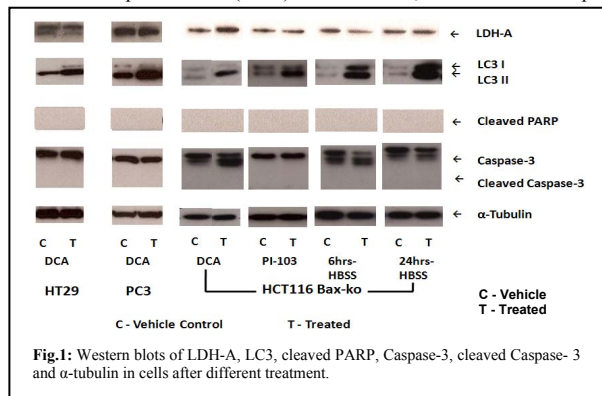 ← LDH-A
← LC3 I
← LC3 II
← Cleaved PARP
← Caspase-3
← Cleaved Caspase-3
← α-Tubulin
C T C T C T C T C T C T
DCA DCA DCA PI-103 6hrs-HBSS 24hrs-HBSS
HT29 PC3 HCT116 Bax-ko
C - Vehicle
T - Treated
C - Vehicle Control T - Treated
Fig.1: Western blots of LDH-A, LC3, cleaved PARP, Caspase-3, cleaved Caspase- 3
and α-tubulin in cells after different treatment.